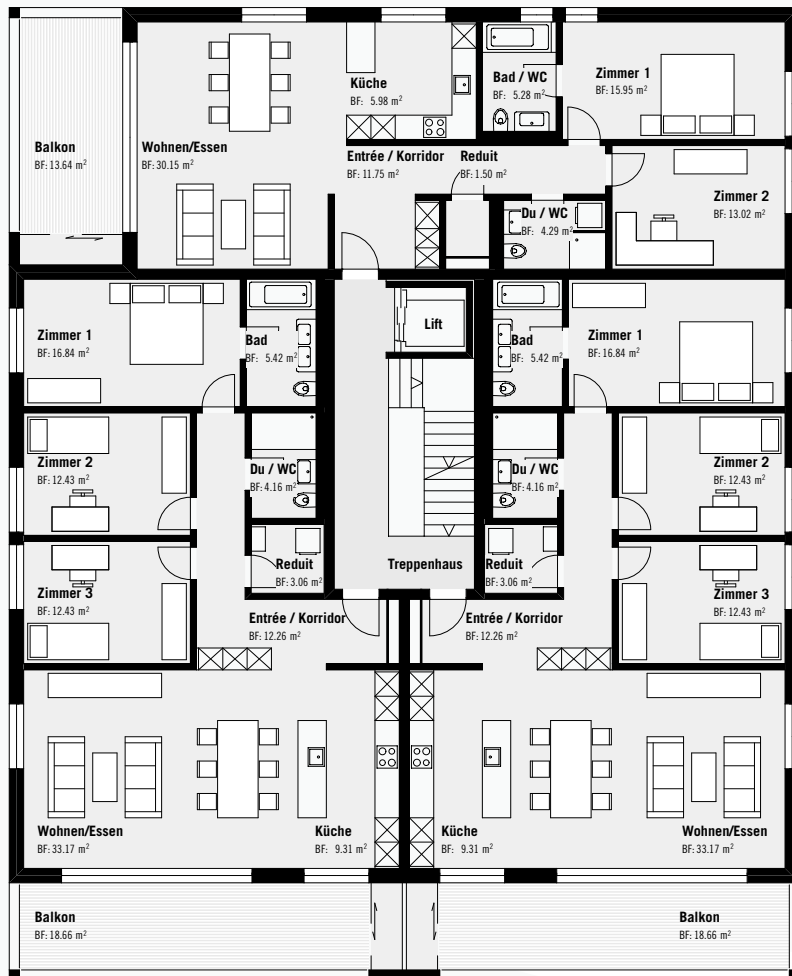 Küche
BF: 5.98 m²
Bad / WC
BF: 5.28 m²
Zimmer 1
BF: 15.95 m²
Balkon
BF: 13.64 m²
Wohnen/Essen
BF: 30.15 m²
Entrée / Korridor
BF: 11.75 m²
Reduit
BF: 1.50 m²
Zimmer 2
BF: 13.02 m²
Du / WC
BF: 4.29 m²
Zimmer 1
BF: 16.84 m²
Bad
BF: 5.42 m²
Lift
Bad
BF: 5.42 m²
Zimmer 1
BF: 16.84 m²
Zimmer 2
BF: 12.43 m²
Du / WC
BF: 4.16 m²
Du / WC
BF: 4.16 m²
Zimmer 2
BF: 12.43 m²
Zimmer 3
BF: 12.43 m²
Reduit
BF: 3.06 m²
Treppenhaus
Reduit
BF: 3.06 m²
Zimmer 3
BF: 12.43 m²
Entrée / Korridor
BF: 12.26 m²
Entrée / Korridor
BF: 12.26 m²
Wohnen/Essen
BF: 33.17 m²
Küche
BF: 9.31 m²
Küche
BF: 9.31 m²
Wohnen/Essen
BF: 33.17 m²
Balkon
BF: 18.66 m²
Balkon
BF: 18.66 m²